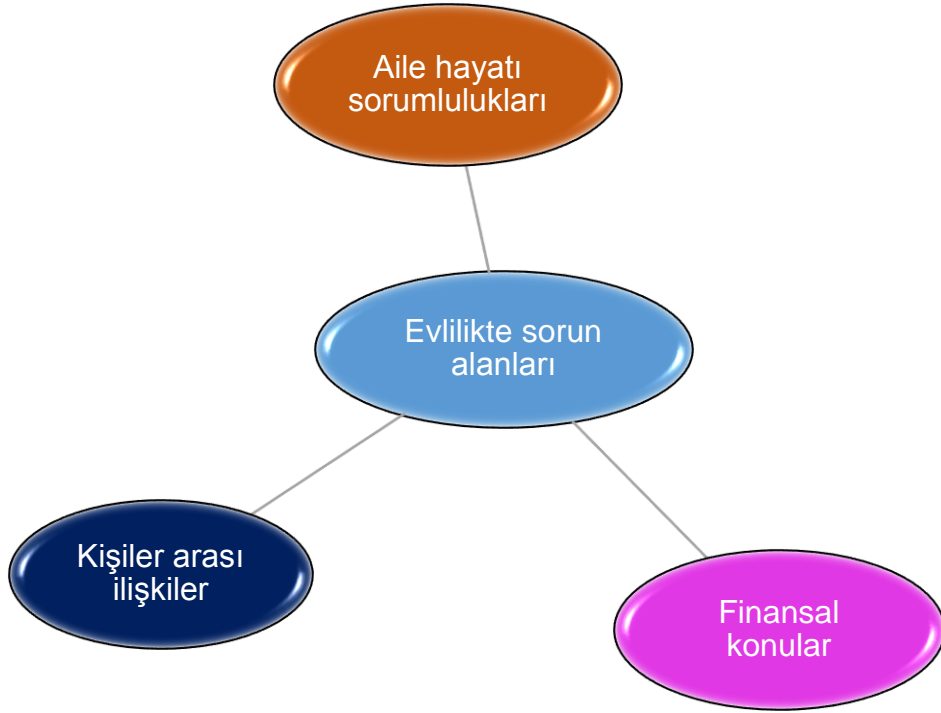 Aile hayatı
sorumlulukları
Evlilikte sorun
alanları
Kişiler arası
ilişkiler
Finansal
konular